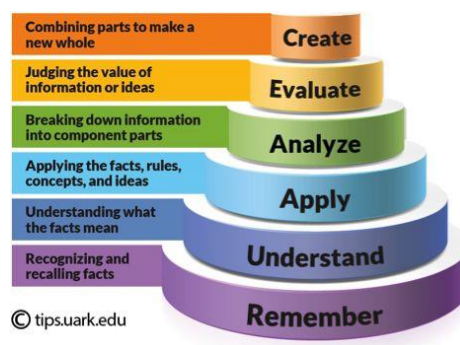 Combining parts to make a
new whole
Create
Judging the value of
information or ideas
Evaluate
Breaking down information
into component parts
Analyze
Applying the facts, rules,
concepts, and ideas
Apply
Understanding what
the facts mean
Understand
Recognizing and
recalling facts
Remember
© tips.uark.edu